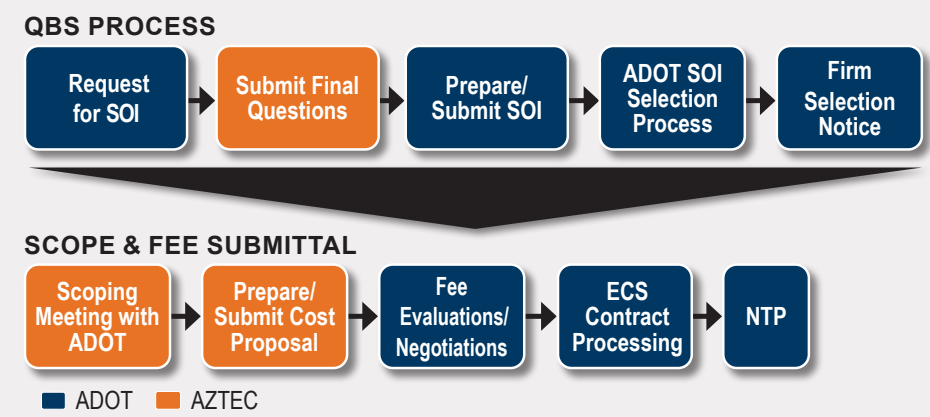 QBS PROCESS
Request
for SOI
Submit Final
Questions
Prepare/
Submit SOI
ADOT SOI
Selection
Process
Firm
Selection
Notice
SCOPE & FEE SUBMITTAL
Scoping
Meeting with
ADOT
Prepare/
Submit Cost
Proposal
Fee
Evaluations/
Negotiations
ECS
Contract
Processing
NTP
ADOT
AZTEC